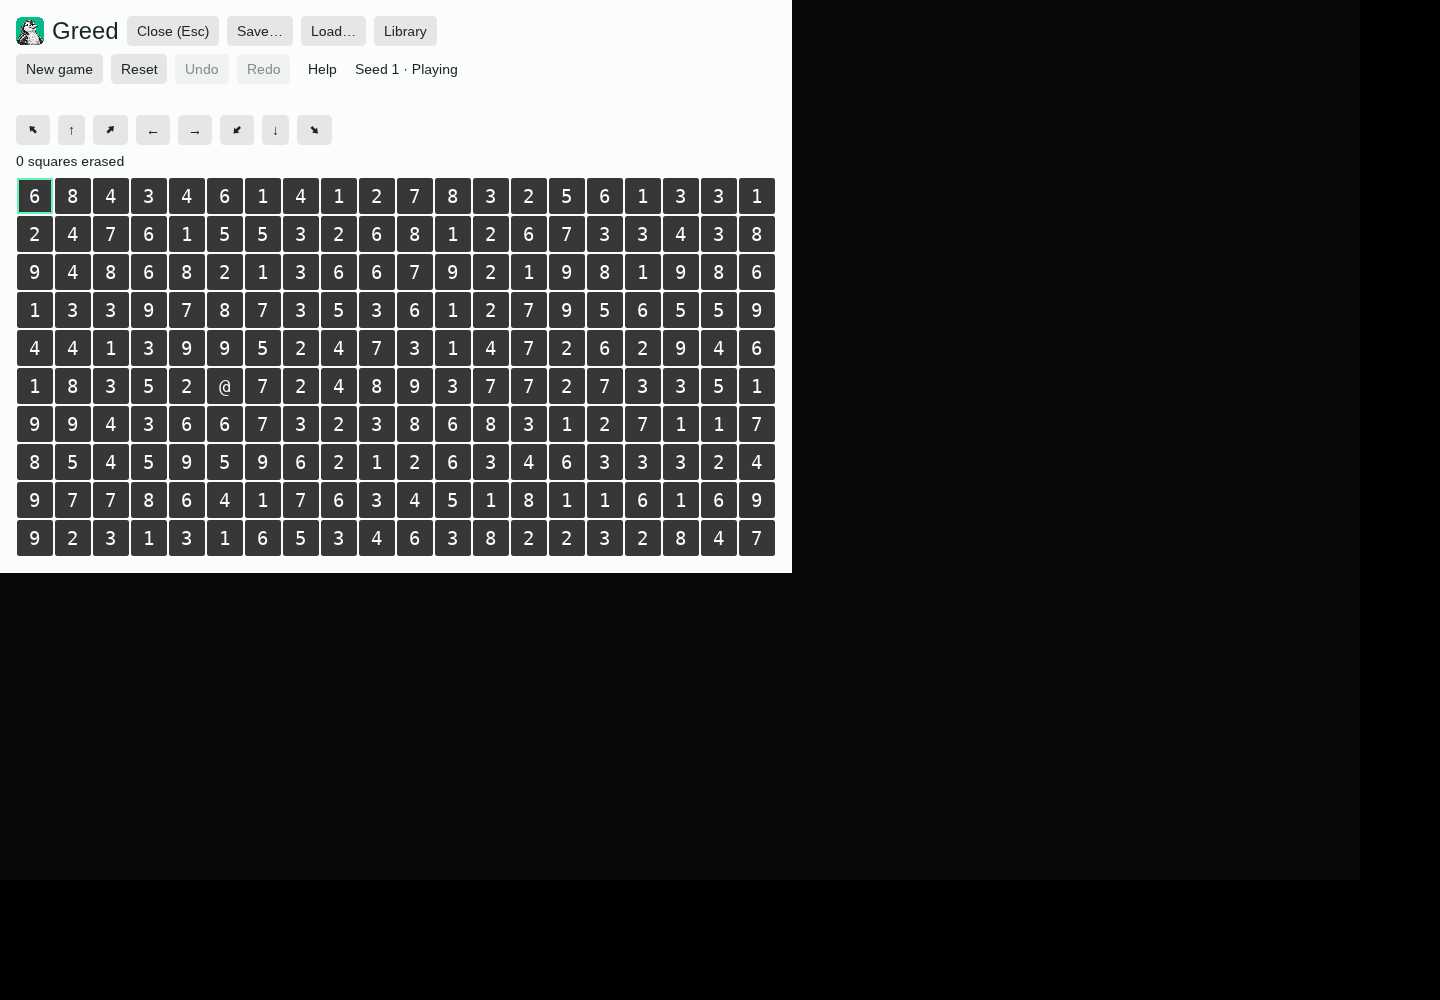 Greed Close (Esc) Save… Load… Library
New game Reset Undo Redo Help Seed 1 · Playing
↖ ↑ ↗ ← → ↙ ↓ ↘
0 squares erased
6 8 4 3 4 6 1 4 1 2 7 8 3 2 5 6 1 3 3 1
2 4 7 6 1 5 5 3 2 6 8 1 2 6 7 3 3 4 3 8
9 4 8 6 8 2 1 3 6 6 7 9 2 1 9 8 1 9 8 6
1 3 3 9 7 8 7 3 5 3 6 1 2 7 9 5 6 5 5 9
4 4 1 3 9 9 5 2 4 7 3 1 4 7 2 6 2 9 4 6
1 8 3 5 2 @ 7 2 4 8 9 3 7 7 2 7 3 3 5 1
9 9 4 3 6 6 7 3 2 3 8 6 8 3 1 2 7 1 1 7
8 5 4 5 9 5 9 6 2 1 2 6 3 4 6 3 3 3 2 4
9 7 7 8 6 4 1 7 6 3 4 5 1 8 1 1 6 1 6 9
9 2 3 1 3 1 6 5 3 4 6 3 8 2 2 3 2 8 4 7